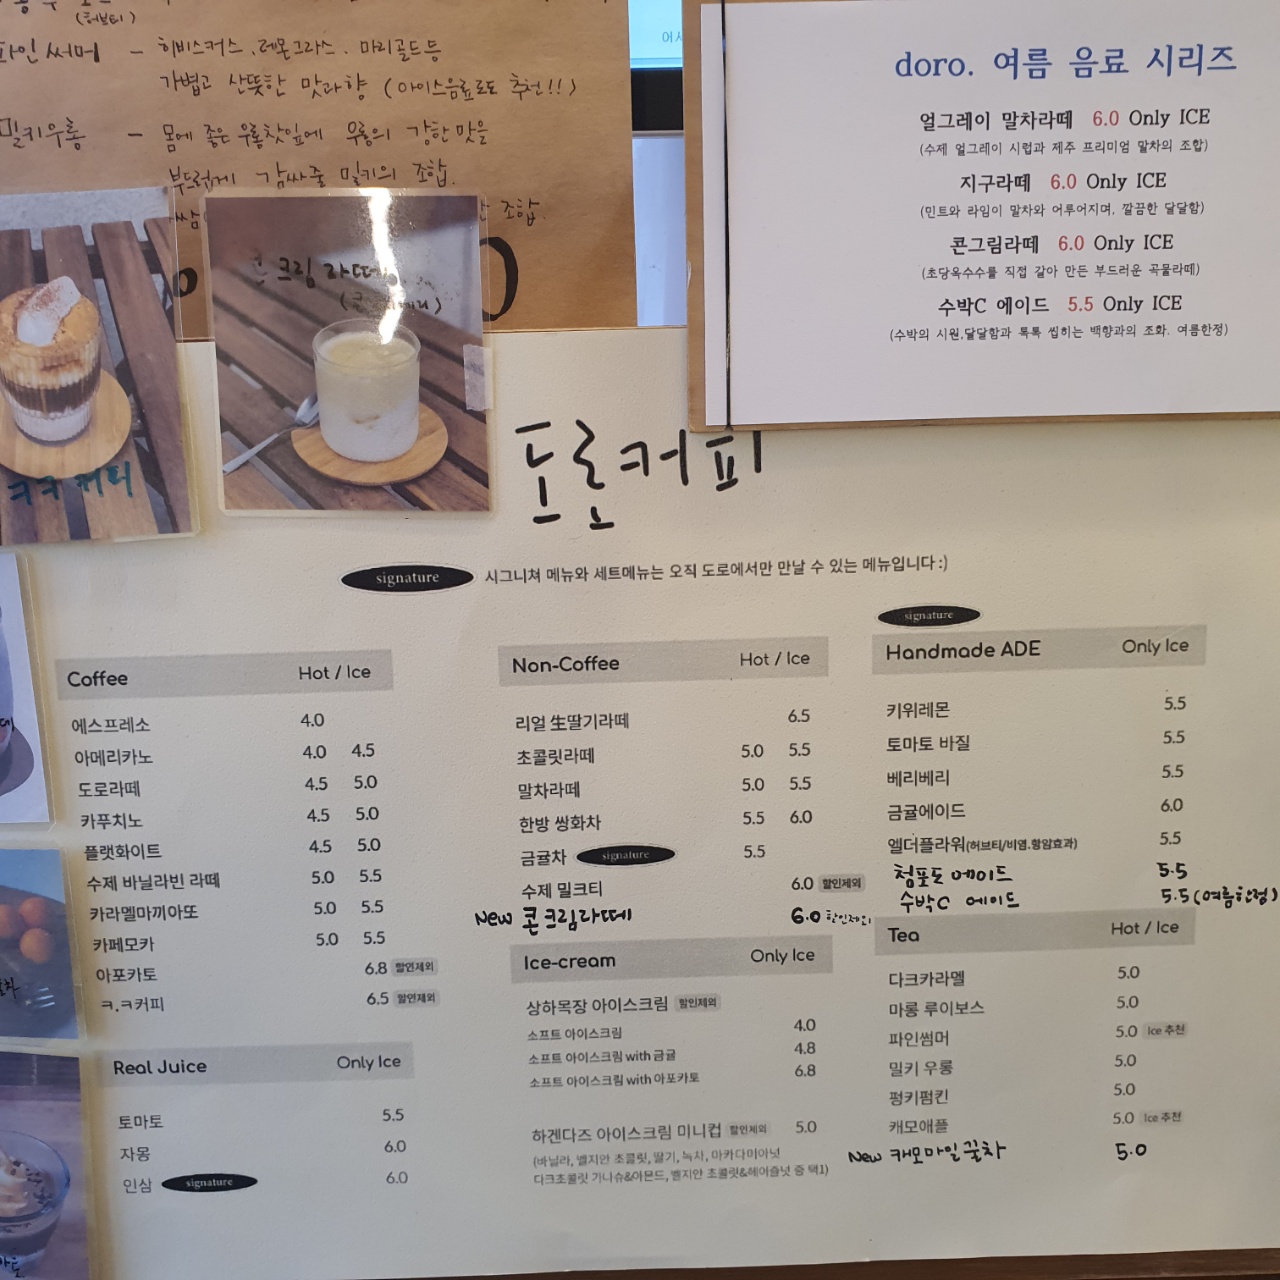 (허브티)
파인써머 - 히비스커스, 레몬그라스, 마리골드등
가볍고 산뜻한 맛과향 (아이스음료로도 추천!!)
밀키우롱 - 몸에 좋은 우롱찻잎에 우롱의 강한 맛을
부드럽게 감싸줄 밀키의 조합.
조합.
콘크림라떼
ㅋㅋ커피
doro. 여름 음료 시리즈
얼그레이 말차라떼 6.0 Only ICE
(수제 얼그레이 시럽과 제주 프리미엄 말차의 조합)
지구라떼 6.0 Only ICE
(민트와 라임이 말차와 어루어지며, 깔끔한 달달함)
콘그림라떼 6.0 Only ICE
(초당옥수수를 직접 갈아 만든 부드러운 곡물라떼)
수박C 에이드 5.5 Only ICE
(수박의 시원,달달함과 톡톡 씹히는 백향과의 조화. 여름한정)
도로커피
signature 시그니쳐 메뉴와 세트메뉴는 오직 도로에서만 만날 수 있는 메뉴입니다 :)
Coffee Hot / Ice
에스프레소 4.0
아메리카노 4.0 4.5
도로라떼 4.5 5.0
카푸치노 4.5 5.0
플랫화이트 4.5 5.0
수제 바닐라빈 라떼 5.0 5.5
카라멜마끼아또 5.0 5.5
카페모카 5.0 5.5
아포카토 6.8 할인제외
ㅋ.ㅋ커피 6.5 할인제외
Real Juice Only Ice
토마토 5.5
자몽 6.0
인삼 signature 6.0
Non-Coffee Hot / Ice
리얼 生딸기라떼 6.5
초콜릿라떼 5.0 5.5
말차라떼 5.0 5.5
한방 쌍화차 5.5 6.0
금귤차 signature 5.5
수제 밀크티 6.0 할인제외
New 콘크림라떼 6.0 할인제외
Ice-cream Only Ice
상하목장 아이스크림 할인제외
소프트 아이스크림 4.0
소프트 아이스크림 with 금귤 4.8
소프트 아이스크림 with 아포카토 6.8
하겐다즈 아이스크림 미니컵 할인제외 5.0
(바닐라, 벨지안 초콜릿, 딸기, 녹차, 마카다미아넛
다크초콜릿 가나슈&아몬드, 벨지안 초콜릿&헤이즐넛 중 택1)
signature
Handmade ADE Only Ice
키위레몬 5.5
토마토 바질 5.5
베리베리 5.5
금귤에이드 6.0
엘더플라워(허브티/비염.항암효과) 5.5
청포도 에이드 5.5
수박C 에이드 5.5 (여름한정)
Tea Hot / Ice
다크카라멜 5.0
마롱 루이보스 5.0
파인썸머 5.0 Ice 추천
밀키 우롱 5.0
펑키펌킨 5.0
캐모애플 5.0 Ice 추천
New 캐모마일꿀차 5.0